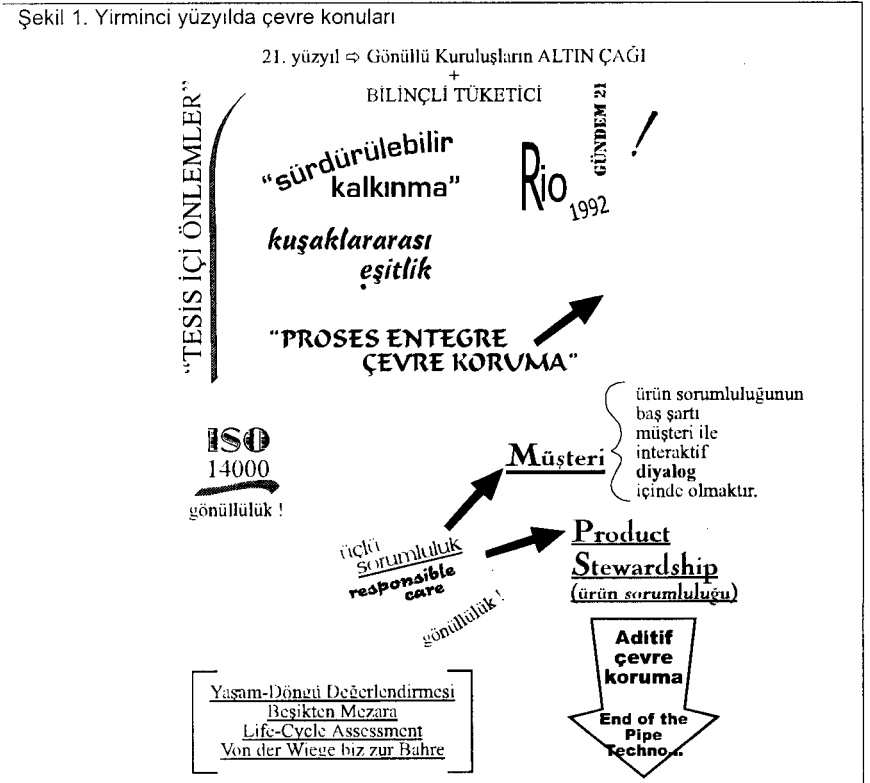 Şekil 1. Yirminci yüzyılda çevre konuları
21. yüzyıl ⇨ Gönüllü Kuruluşların ALTIN ÇAĞI
+
BİLİNÇLİ TÜKETİCİ
"TESİS İÇİ ÖNLEMLER"
"sürdürülebilir
kalkınma"
Rio
1992
GÜNDEM 21
!
kuşaklararası
eşitlik
"PROSES ENTEGRE
ÇEVRE KORUMA"
ISO
14000
gönüllülük !
Müşteri
ürün sorumluluğunun
baş şartı
müşteri ile
interaktif
diyalog
içinde olmaktır.
üçlü
sorumluluk
responsible
care
gönüllülük !
Product
Stewardship
(ürün sorumluluğu)
Aditif
çevre
koruma
End of the
Pipe
Techno...
Yaşam-Döngü Değerlendirmesi
Beşikten Mezara
Life-Cycle Assessment
Von der Wiege biz zur Bahre